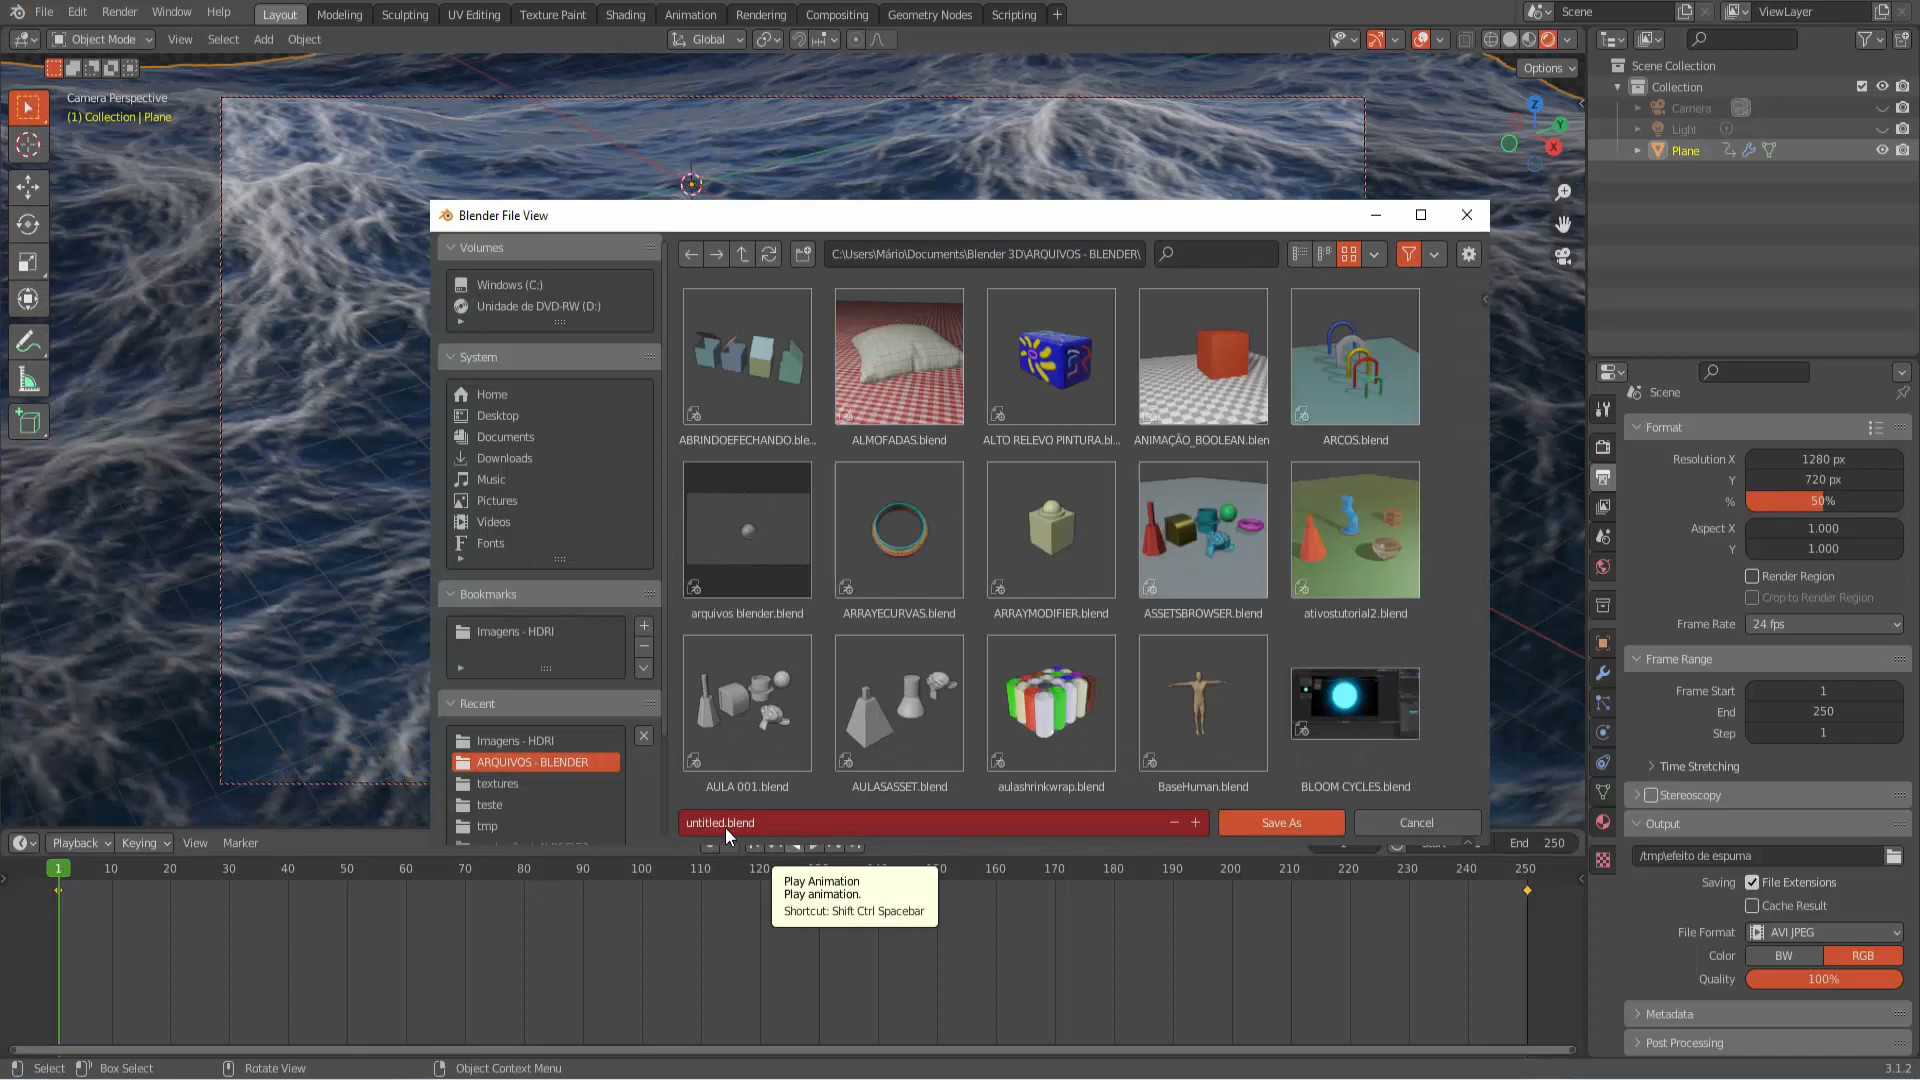 File Edit Render Window Help Layout Modeling Sculpting UV Editing Texture Paint Shading Animation Rendering Compositing Geometry Nodes Scripting + Scene ViewLayer
Object Mode View Select Add Object Global
Options
Camera Perspective
(1) Collection | Plane
Z
Y
X
Scene Collection
Collection
Camera
Light
Plane
Blender File View
Volumes
Windows (C:)
Unidade de DVD-RW (D:)
System
Home
Desktop
Documents
Downloads
Music
Pictures
Videos
Fonts
Bookmarks
Imagens - HDRI
Recent
Imagens - HDRI
ARQUIVOS - BLENDER
textures
teste
tmp
C:\Users\Mário\Documents\Blender 3D\ARQUIVOS - BLENDER\
ABRINDOEFECHANDO.ble... ALMOFADAS.blend ALTO RELEVO PINTURA.bl... ANIMAÇÃO_BOOLEAN.blen ARCOS.blend
arquivos blender.blend ARRAYECURVAS.blend ARRAYMODIFIER.blend ASSETSBROWSER.blend ativostutorial2.blend
AULA 001.blend AULASASSET.blend aulashrinkwrap.blend BaseHuman.blend BLOOM CYCLES.blend
untitled.blend Save As Cancel
Scene
Format
Resolution X 1280 px
Y 720 px
% 50%
Aspect X 1.000
Y 1.000
Render Region
Crop to Render Region
Frame Rate 24 fps
Frame Range
Frame Start 1
End 250
Step 1
Time Stretching
Stereoscopy
Output
/tmp\efeito de espuma
Saving File Extensions
Cache Result
File Format AVI JPEG
Color BW RGB
Quality 100%
Metadata
Post Processing
Playback Keying View Marker End 250
1 10 20 30 40 50 60 70 80 90 100 110 120 130 140 150 160 170 180 190 200 210 220 230 240 250
Play Animation
Play animation.
Shortcut: Shift Ctrl Spacebar
Select Box Select Rotate View Object Context Menu 3.1.2